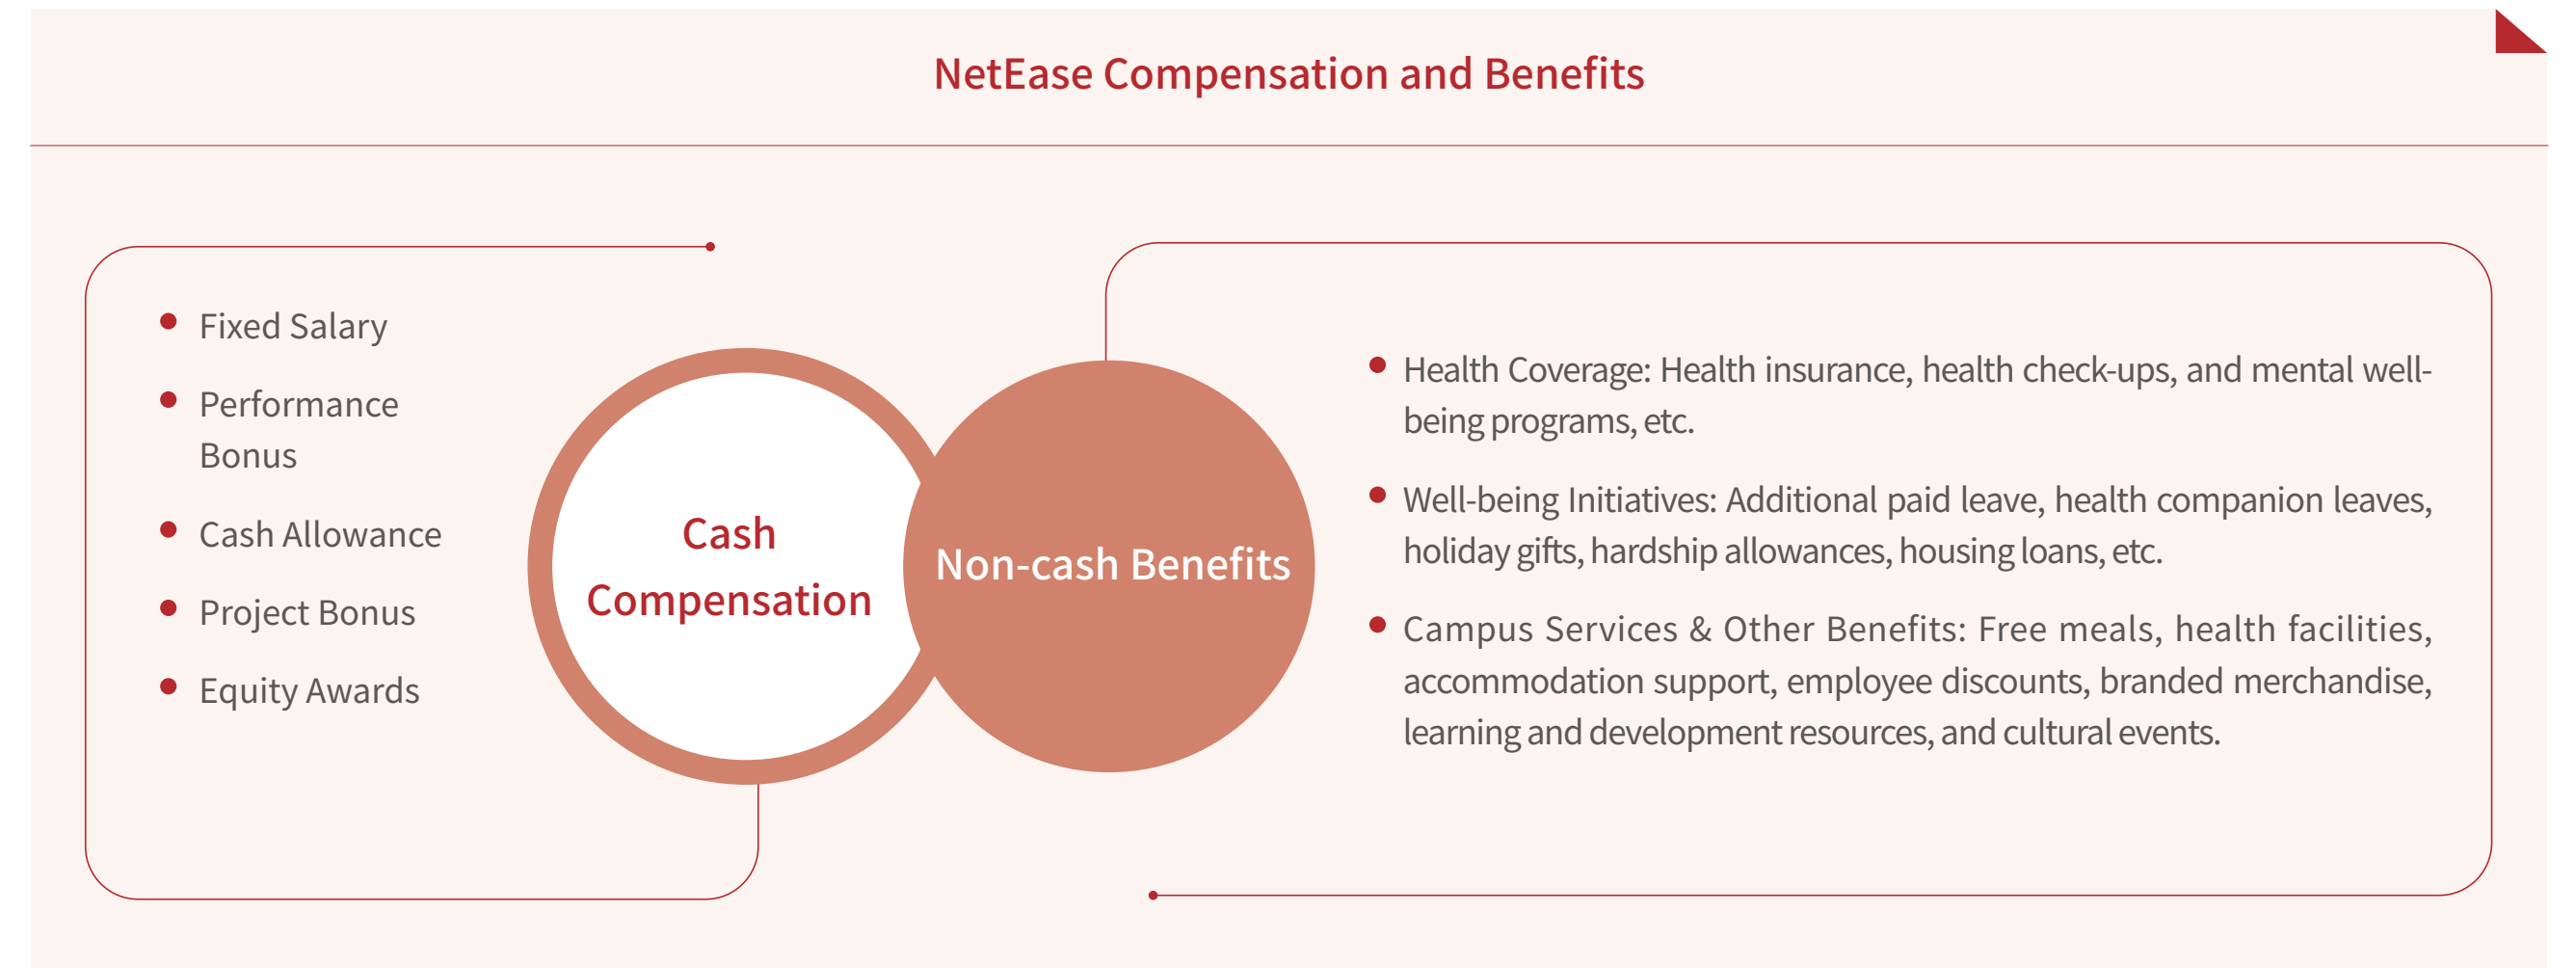 NetEase Compensation and Benefits
Fixed Salary
Performance
Bonus
Cash Allowance
Project Bonus
Equity Awards
Cash
Compensation
Non-cash Benefits
Health Coverage: Health insurance, health check-ups, and mental well-
being programs, etc.
Well-being Initiatives: Additional paid leave, health companion leaves,
holiday gifts, hardship allowances, housing loans, etc.
Campus Services & Other Benefits: Free meals, health facilities,
accommodation support, employee discounts, branded merchandise,
learning and development resources, and cultural events.